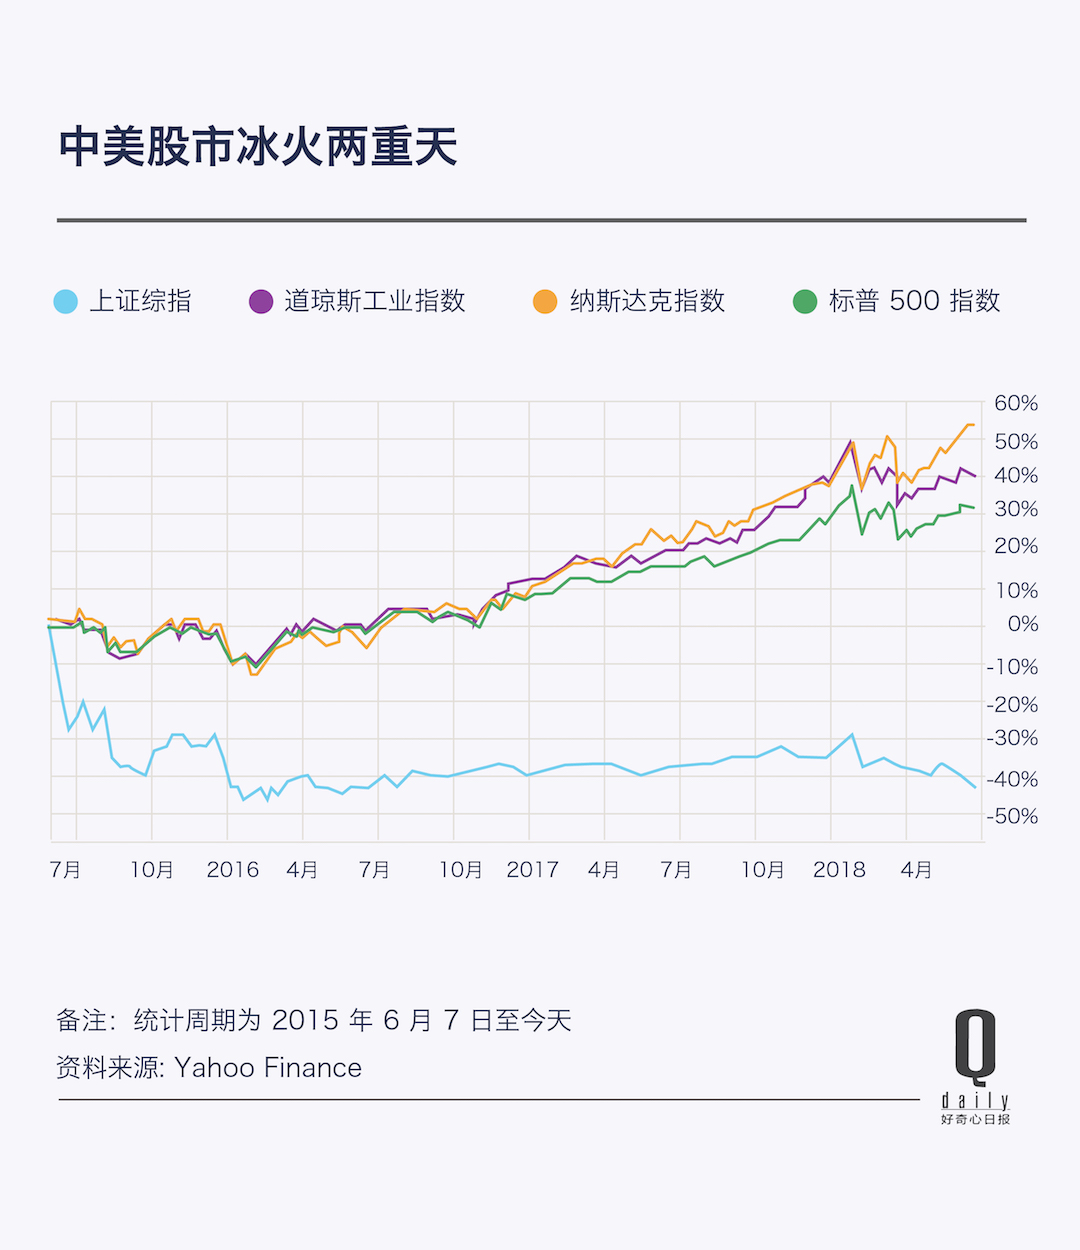 中美股市冰火两重天
上证综指 道琼斯工业指数 纳斯达克指数 标普 500 指数
60%
50%
40%
30%
20%
10%
0%
-10%
-20%
-30%
-40%
-50%
7月 10月 2016 4月 7月 10月 2017 4月 7月 10月 2018 4月
备注：统计周期为 2015 年 6 月 7 日至今天
资料来源: Yahoo Finance
Q
daily
好奇心日报